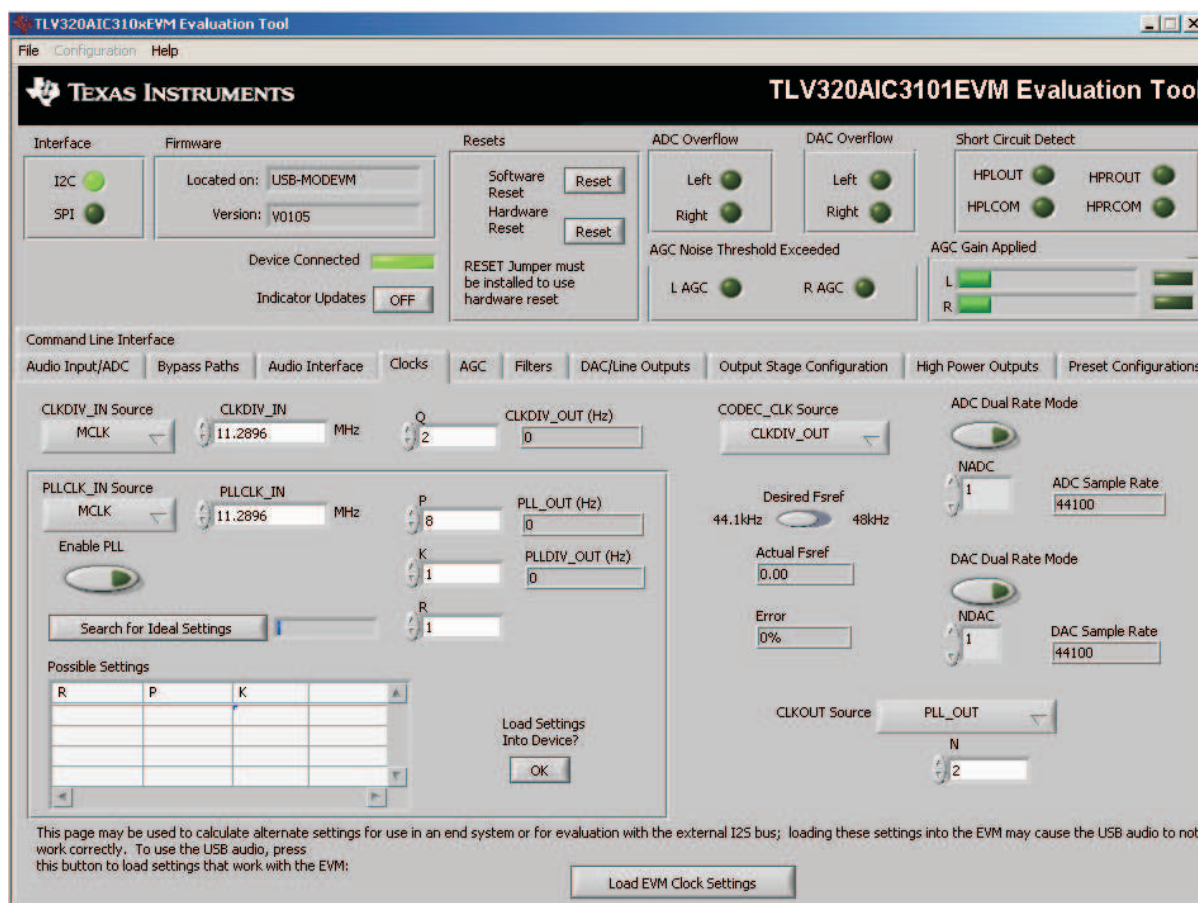 TLV320AIC310xEVM Evaluation Tool
File Configuration Help
TEXAS INSTRUMENTS
TLV320AIC3101EVM Evaluation Tool
Interface
I2C
SPI
Firmware
Located on: USB-MODEVM
Version: V0105
Device Connected
Indicator Updates OFF
Resets
Software
Reset
Reset
Hardware
Reset
Reset
RESET Jumper must
be installed to use
hardware reset
ADC Overflow
Left
Right
DAC Overflow
Left
Right
Short Circuit Detect
HPLOUT HPROUT
HPLCOM HPRCOM
AGC Noise Threshold Exceeded
L AGC R AGC
AGC Gain Applied
L
R
Command Line Interface
Audio Input/ADC Bypass Paths Audio Interface Clocks AGC Filters DAC/Line Outputs Output Stage Configuration High Power Outputs Preset Configurations
CLKDIV_IN Source
MCLK
CLKDIV_IN
11.2896 MHz
Q
2
CLKDIV_OUT (Hz)
0
CODEC_CLK Source
CLKDIV_OUT
ADC Dual Rate Mode
NADC
1
ADC Sample Rate
44100
PLLCLK_IN Source
MCLK
PLLCLK_IN
11.2896 MHz
P
8
PLL_OUT (Hz)
0
Enable PLL
K
1
PLLDIV_OUT (Hz)
0
R
1
Search for Ideal Settings
Desired Fsref
44.1kHz 48kHz
Actual Fsref
0.00
Error
0%
DAC Dual Rate Mode
NDAC
1
DAC Sample Rate
44100
Possible Settings
R P K
Load Settings
Into Device?
OK
CLKOUT Source PLL_OUT
N
2
This page may be used to calculate alternate settings for use in an end system or for evaluation with the external I2S bus; loading these settings into the EVM may cause the USB audio to not
work correctly. To use the USB audio, press
this button to load settings that work with the EVM:
Load EVM Clock Settings